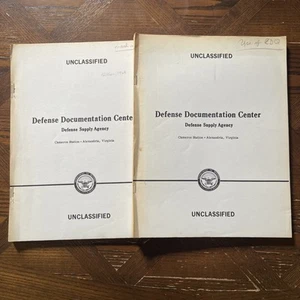 UNCLASSIFIED
Defense Documentation Cente
Defense Supply Agency
Cameron Station • Alexandria, Virginia
UNCLASSIFIED
UNCLASSIFIED
Defense Documentation Center
Defense Supply Agency
Cameron Station • Alexandria, Virginia
UNCLASSIFIED